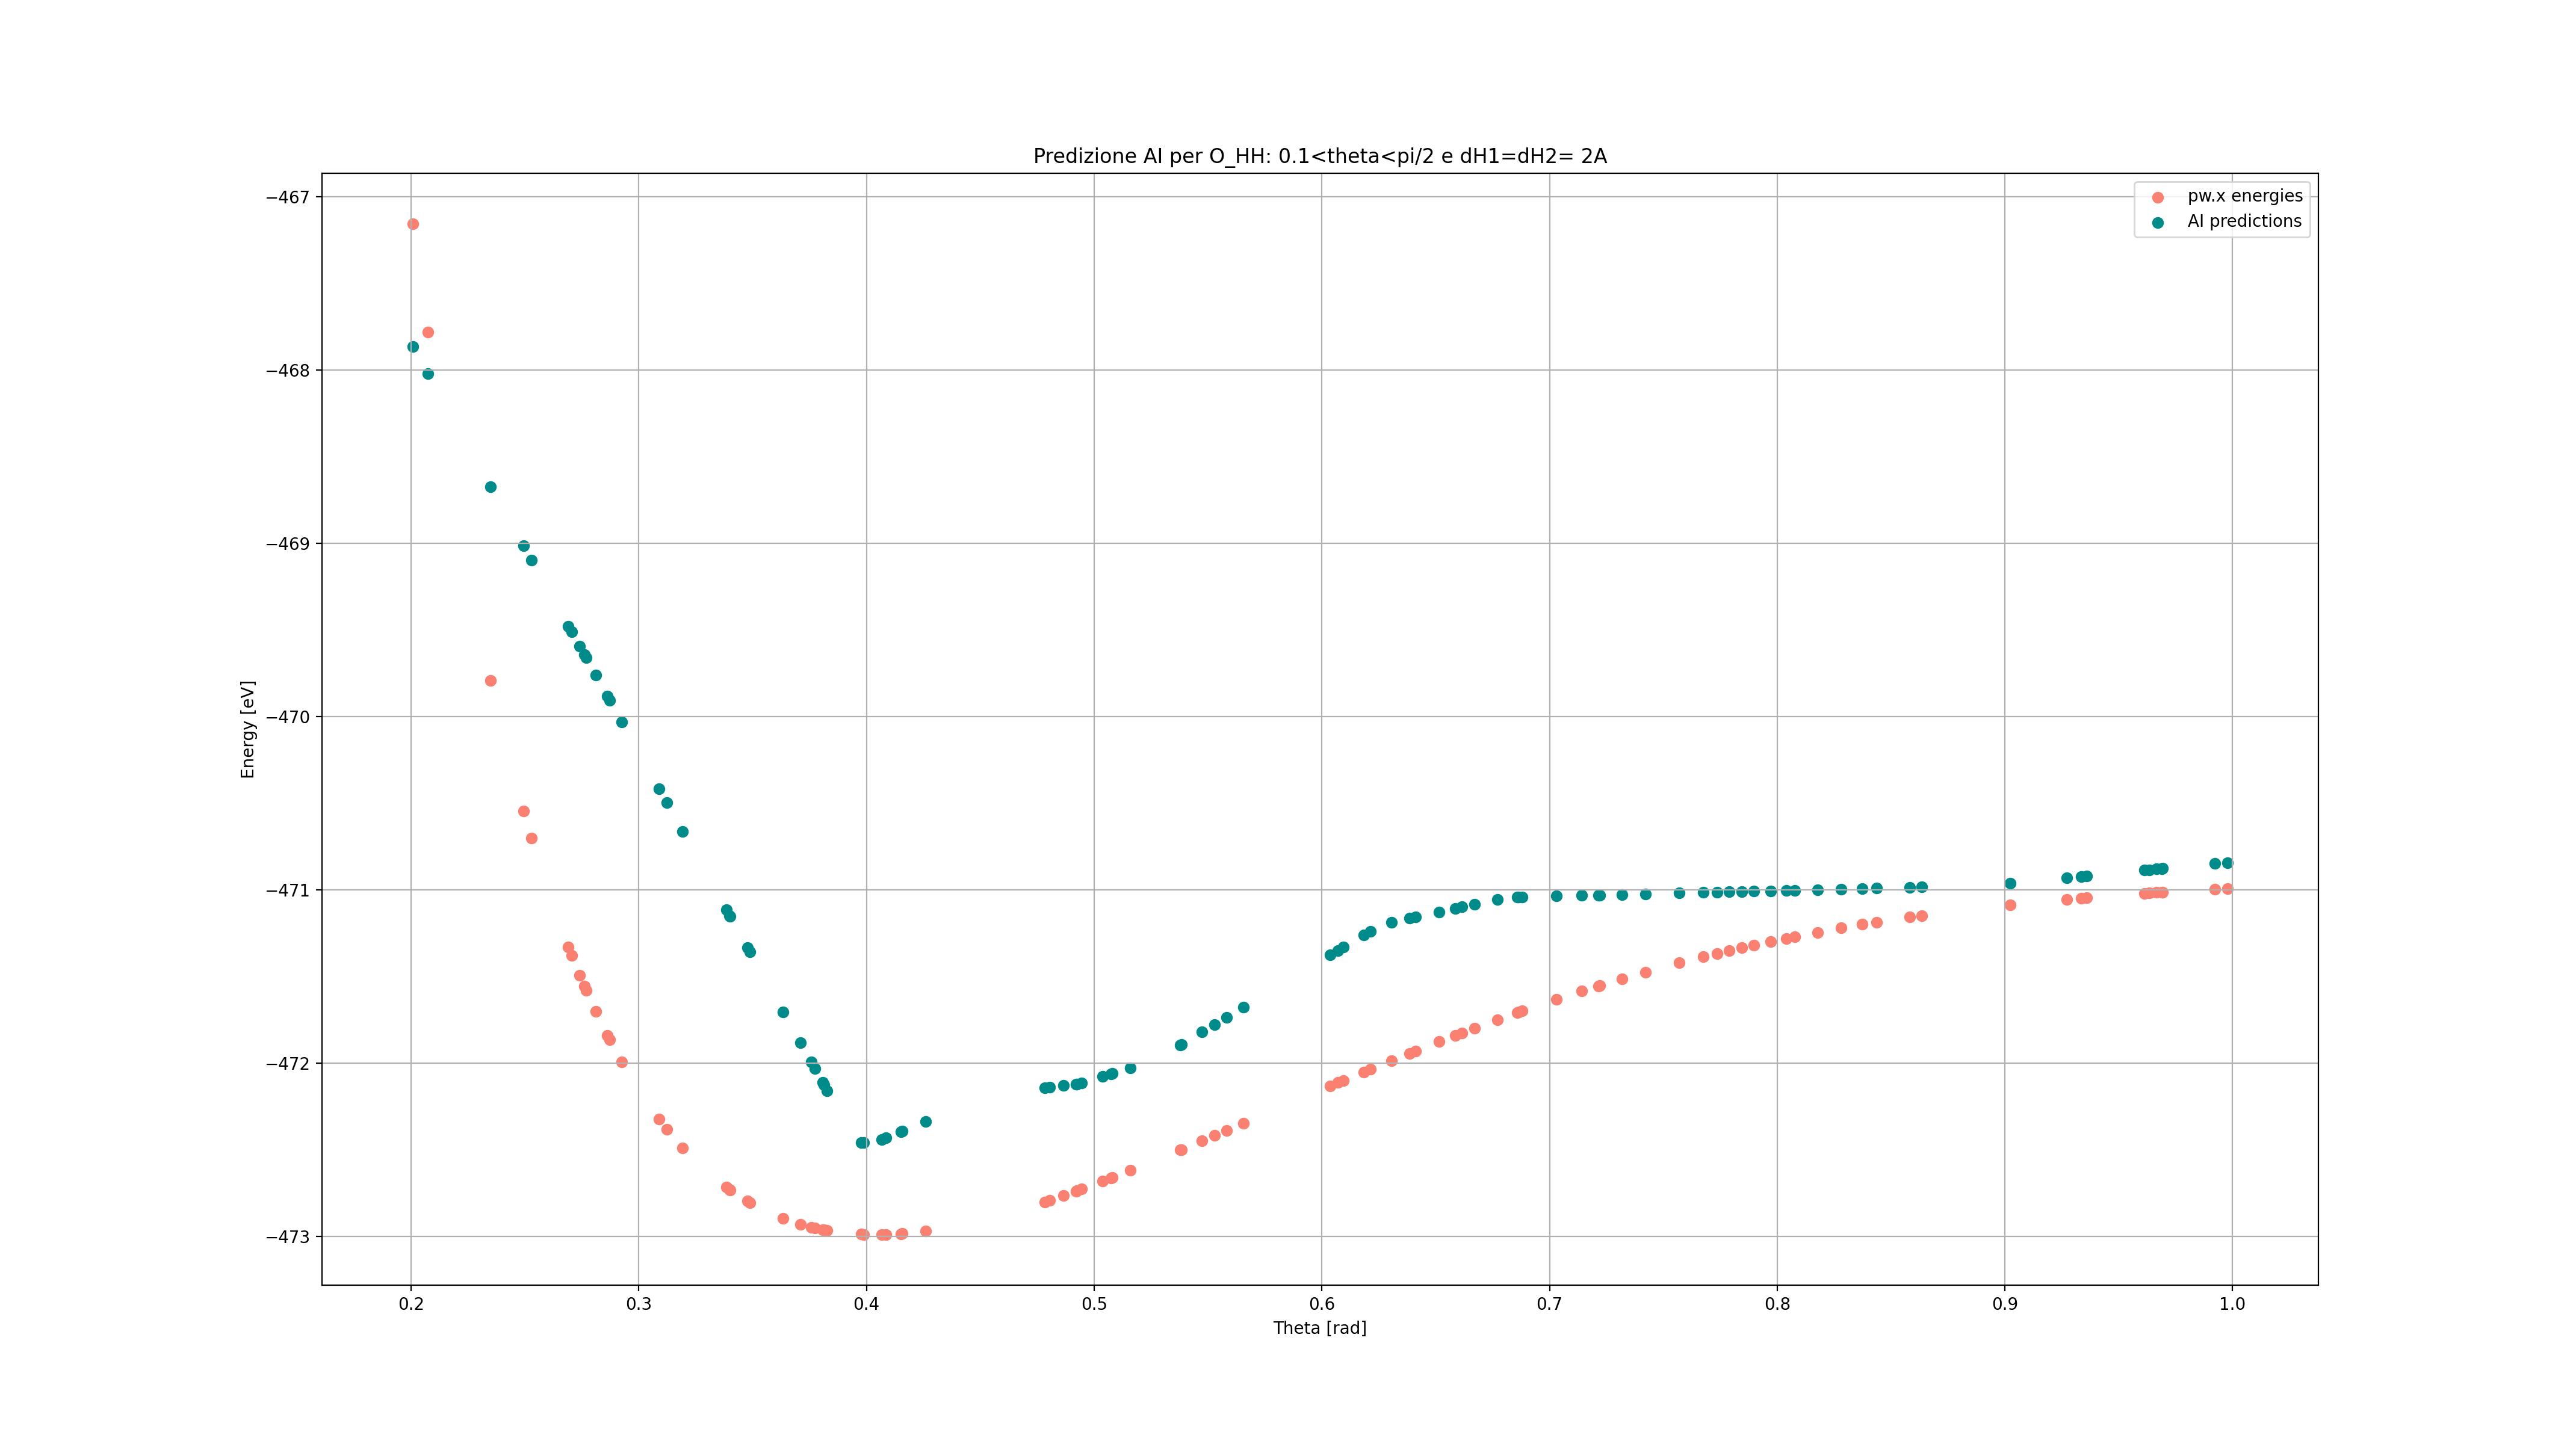 Predizione AI per O_HH: 0.1<theta<pi/2 e dH1=dH2= 2A
pw.x energies
AI predictions
Energy [eV]
−467
−468
−469
−470
−471
−472
−473
0.2 0.3 0.4 0.5 0.6 0.7 0.8 0.9 1.0
Theta [rad]